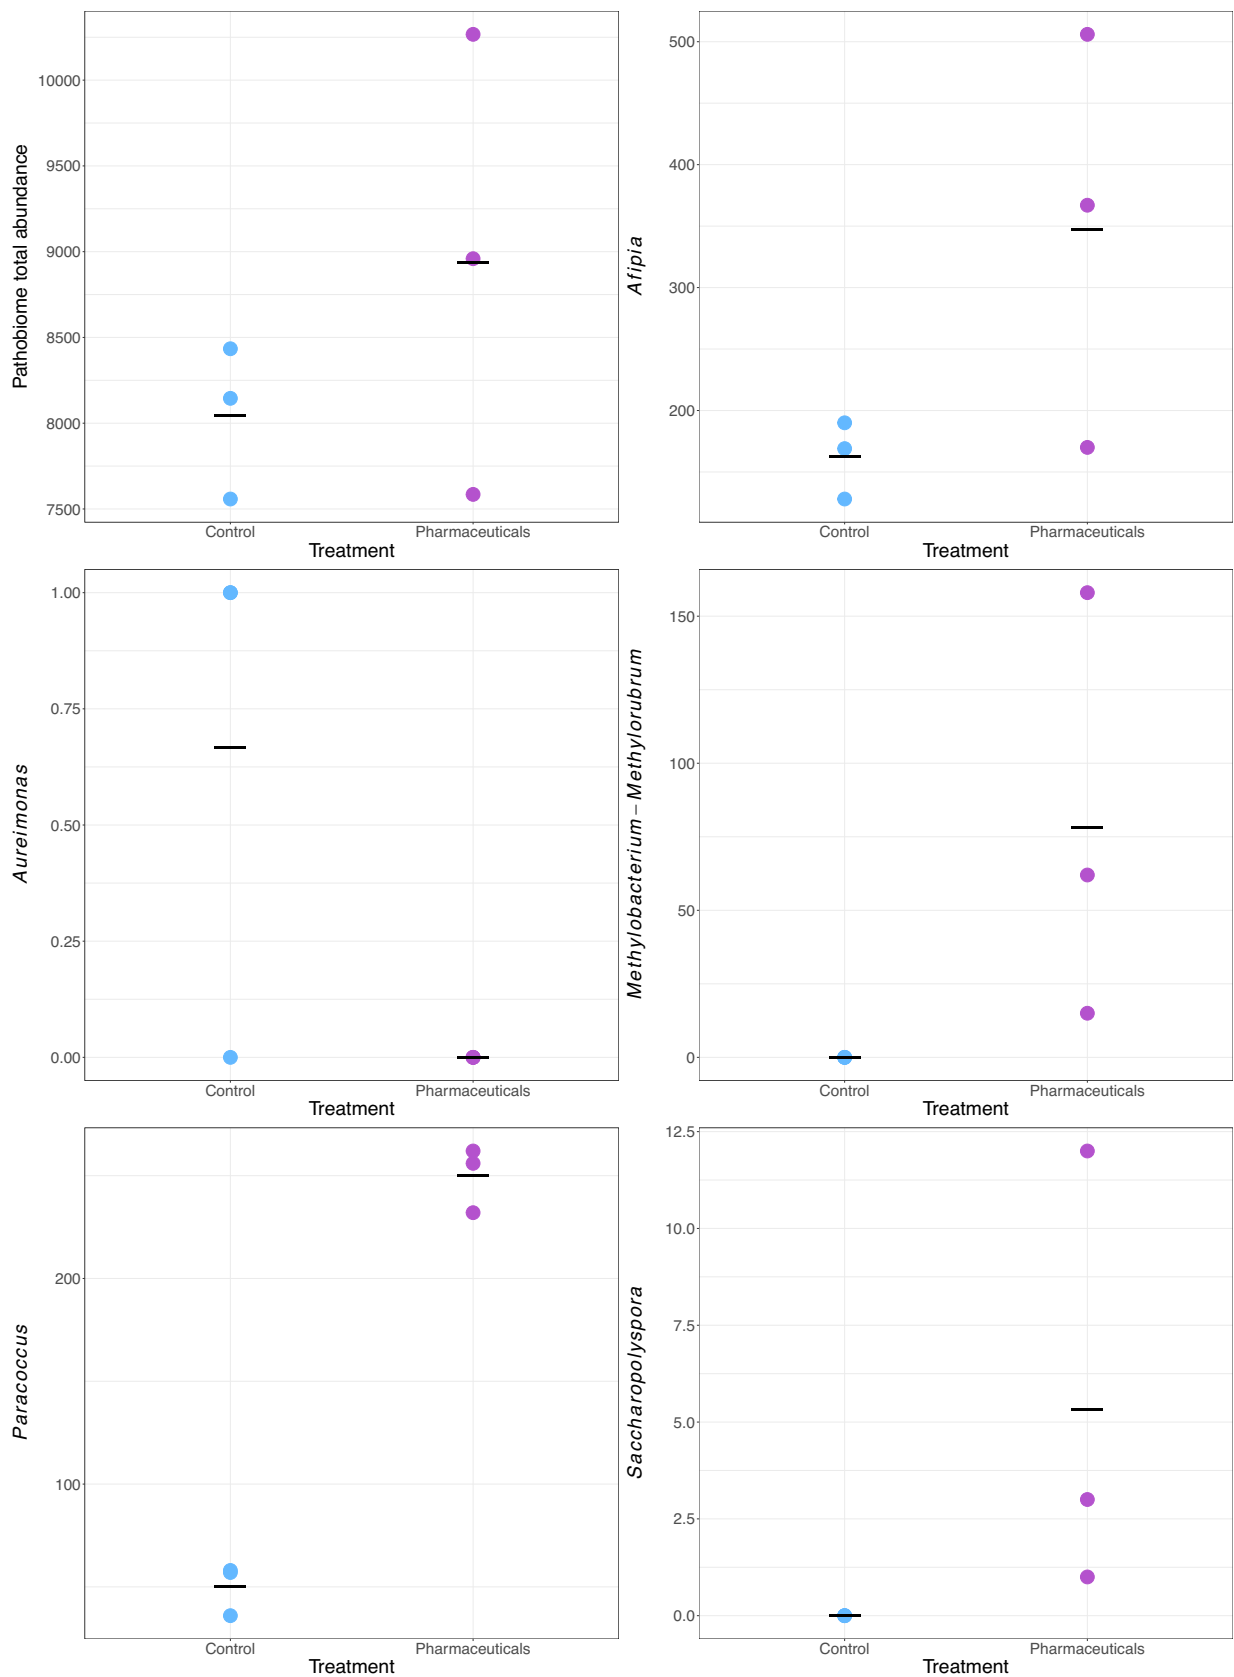 Pathobiome total abundance
10000
9500
9000
8500
8000
7500
Control
Pharmaceuticals
Treatment
Afipia
500
400
300
200
Control
Pharmaceuticals
Treatment
Aureimonas
1.00
0.75
0.50
0.25
0.00
Control
Pharmaceuticals
Treatment
Methylobacterium–Methylorubrum
150
100
50
0
Control
Pharmaceuticals
Treatment
Paracoccus
200
100
Control
Pharmaceuticals
Treatment
Saccharopolyspora
12.5
10.0
7.5
5.0
2.5
0.0
Control
Pharmaceuticals
Treatment